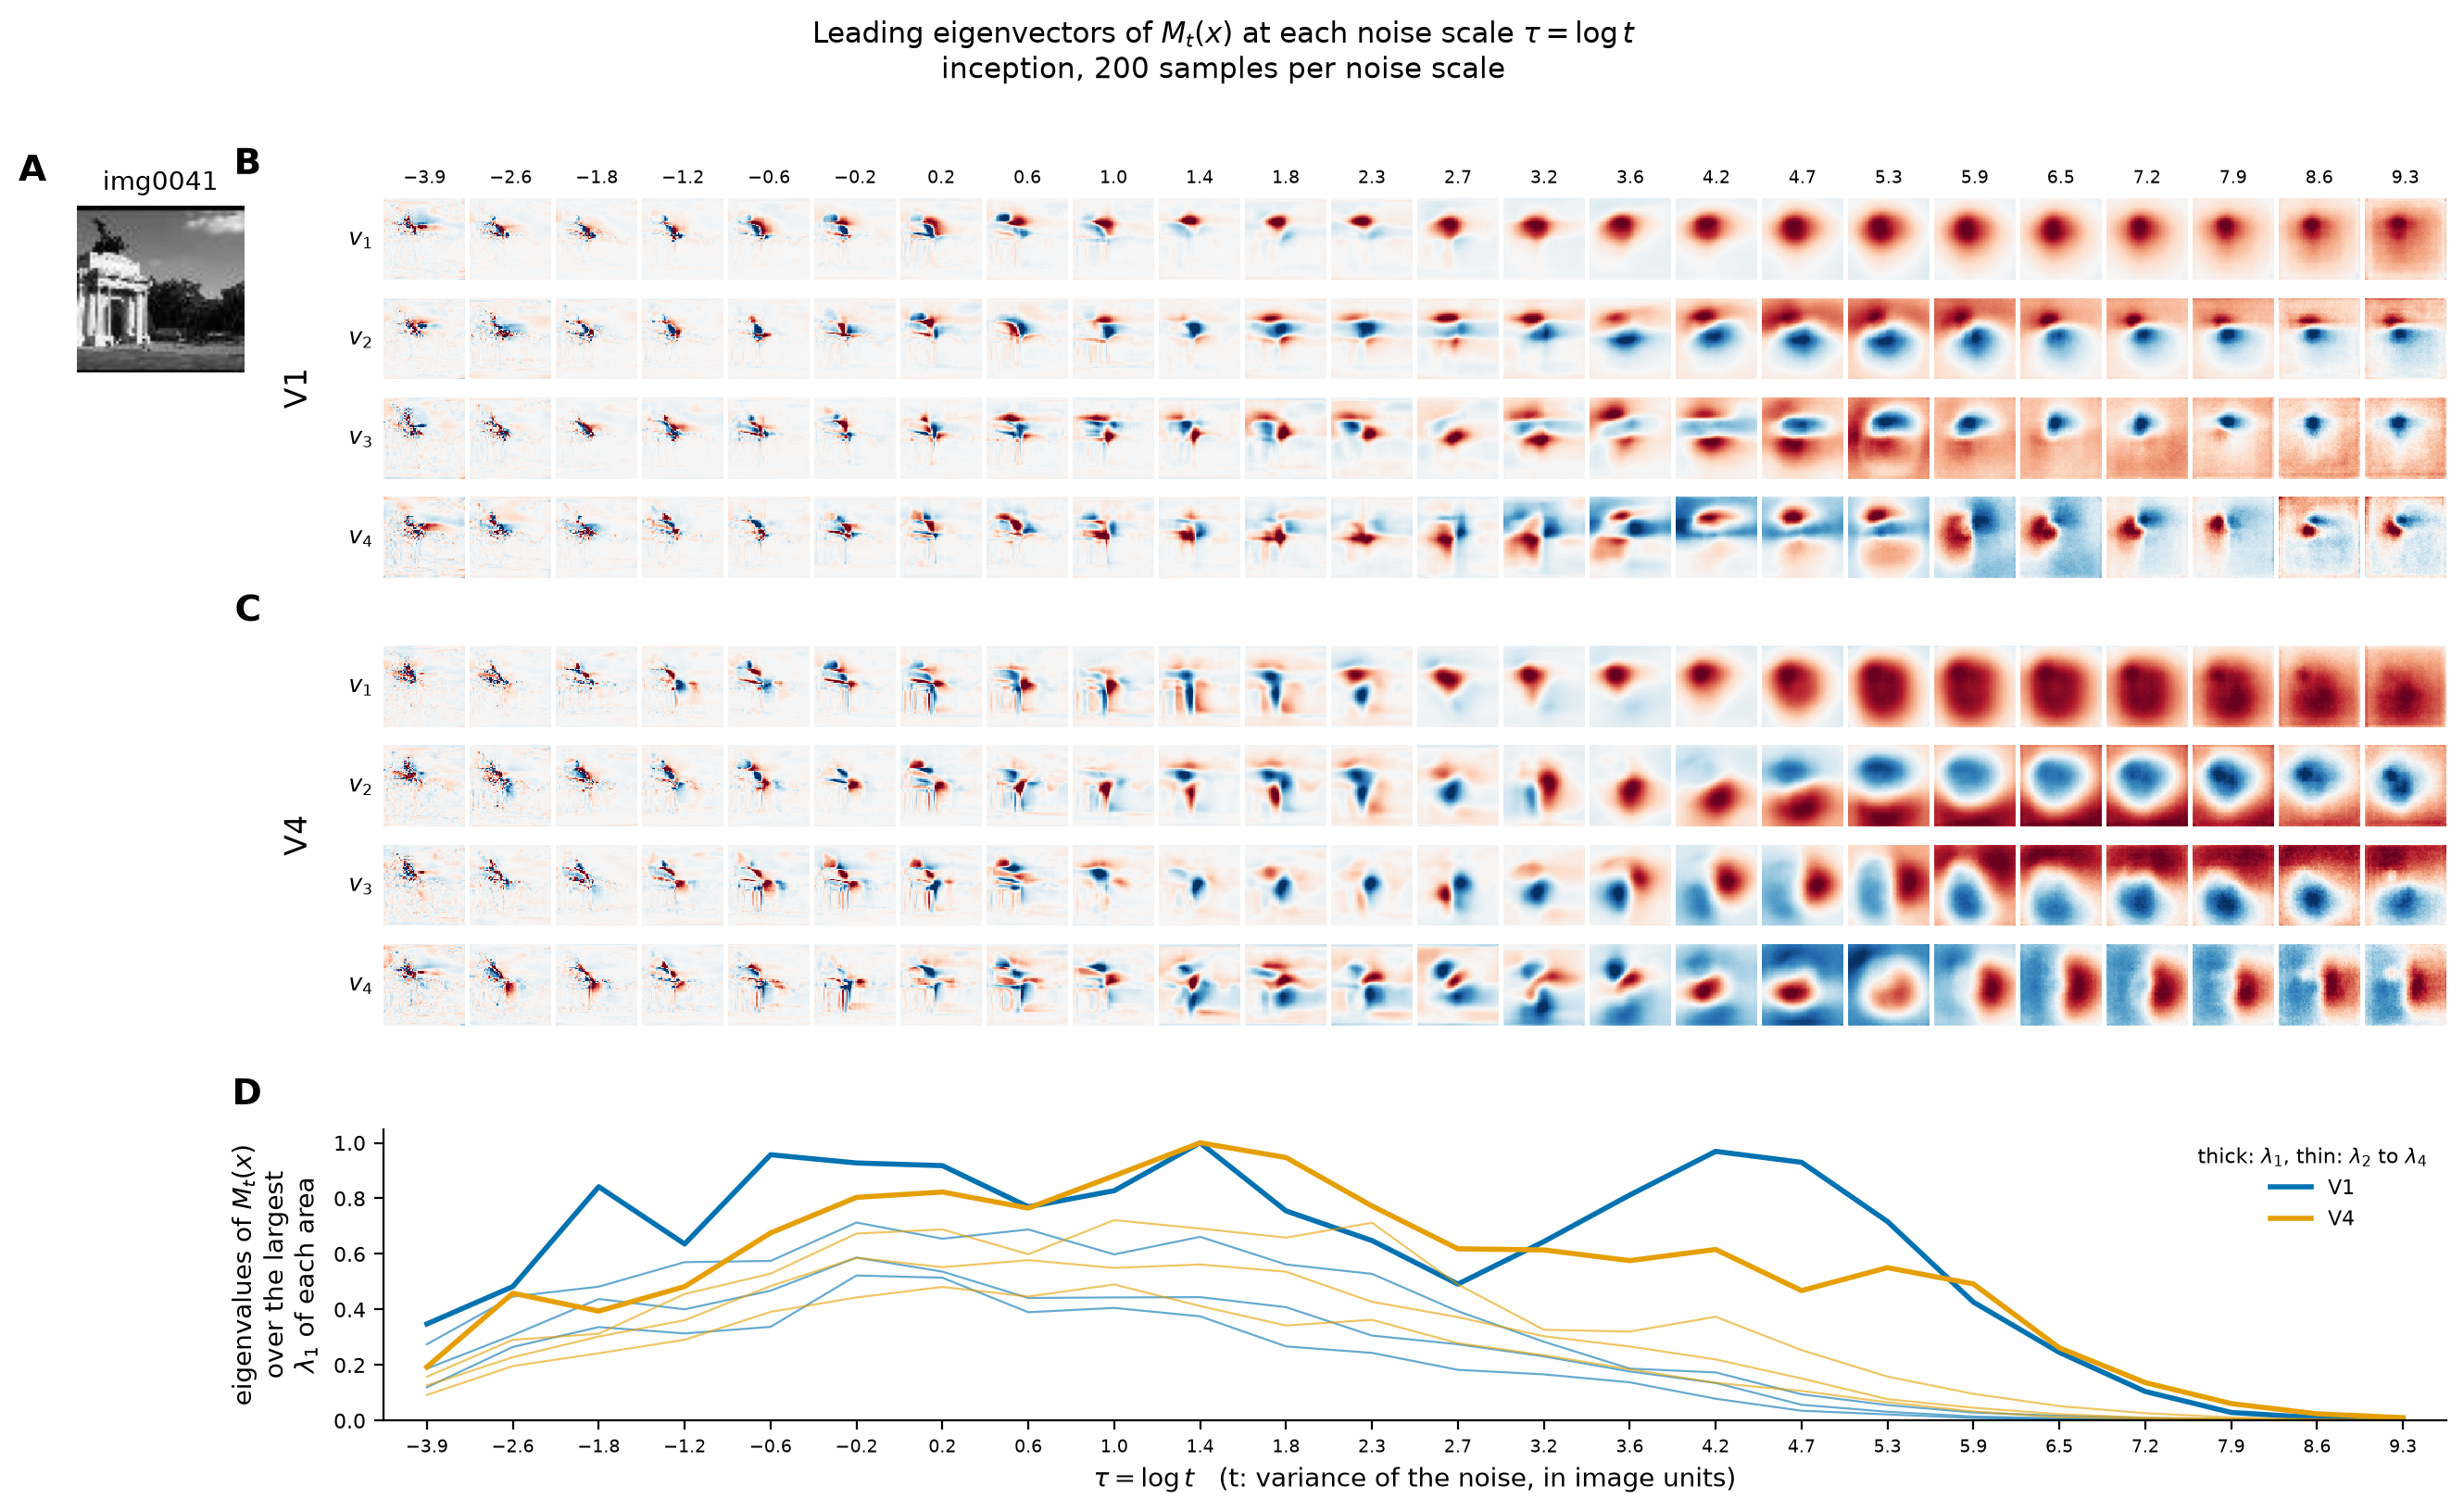 Leading eigenvectors of M_t(x) at each noise scale τ = log t
inception, 200 samples per noise scale
A
img0041
B
−3.9 −2.6 −1.8 −1.2 −0.6 −0.2 0.2 0.6 1.0 1.4 1.8 2.3 2.7 3.2 3.6 4.2 4.7 5.3 5.9 6.5 7.2 7.9 8.6 9.3
V1
v₁
v₂
v₃
v₄
C
V4
v₁
v₂
v₃
v₄
D
eigenvalues of M_t(x)
over the largest
λ₁ of each area
1.0
0.8
0.6
0.4
0.2
0.0
thick: λ₁, thin: λ₂ to λ₄
V1
V4
−3.9 −2.6 −1.8 −1.2 −0.6 −0.2 0.2 0.6 1.0 1.4 1.8 2.3 2.7 3.2 3.6 4.2 4.7 5.3 5.9 6.5 7.2 7.9 8.6 9.3
τ = log t (t: variance of the noise, in image units)